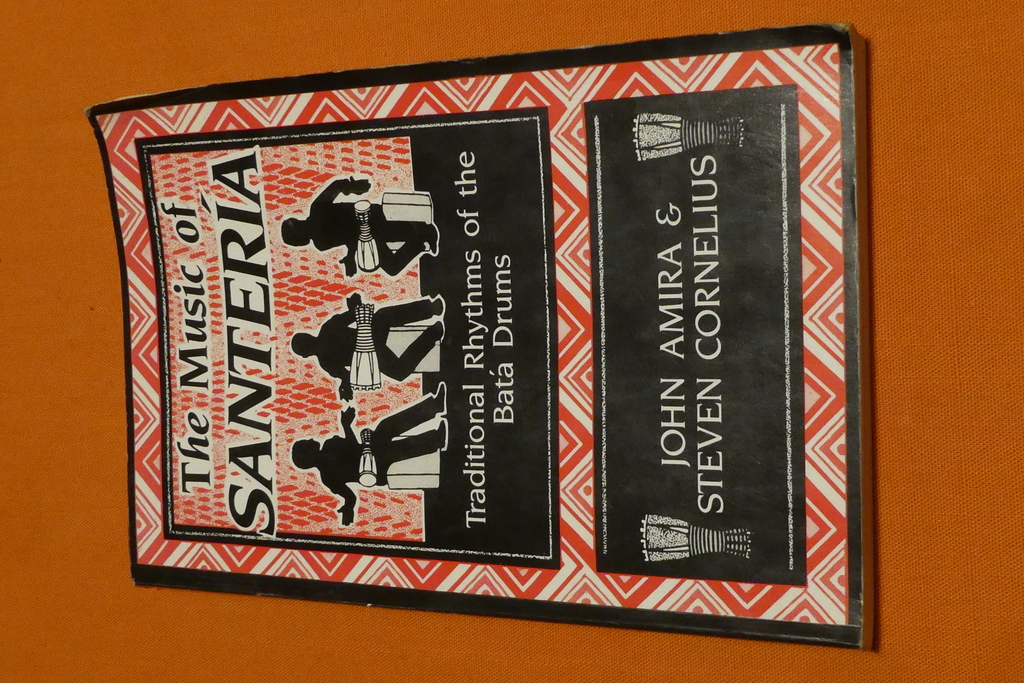 The Music of
SANTERÍA
Traditional Rhythms of the
Batá Drums
JOHN AMIRA &
STEVEN CORNELIUS